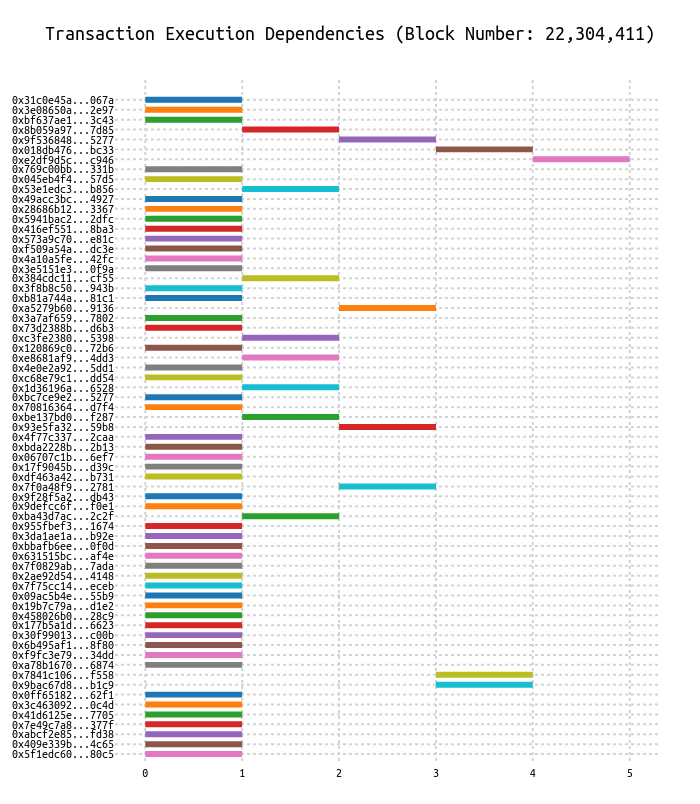 Transaction Execution Dependencies (Block Number: 22,304,411)
0x31c0e45a...067a
0x3e08650a...2e97
0xbf637ae1...3c43
0x8b059a97...7d85
0x9f536848...5277
0x018db476...bc33
0xe2df9d5c...c946
0x769c00bb...331b
0x045eb4f4...57d5
0x53e1edc3...b856
0x49acc3bc...4927
0x28686b12...3367
0x5941bac2...2dfc
0x416ef551...8ba3
0x573a9c70...e81c
0xf509a54a...dc3e
0x4a10a5fe...42fc
0x3e5151e3...0f9a
0x384cdc11...cf55
0x3f8b8c50...943b
0xb81a744a...81c1
0xa5279b60...9136
0x3a7af659...7802
0x73d2388b...d6b3
0xc3fe2380...5398
0x120869c0...72b6
0xe8681af9...4dd3
0x4e0e2a92...5dd1
0xc68e79c1...dd54
0x1d36196a...6528
0xbc7ce9e2...5277
0x70816364...d7f4
0xbe137bd0...f287
0x93e5fa32...59b8
0x4f77c337...2caa
0xbda2228b...2b13
0x06707c1b...6ef7
0x17f9045b...d39c
0xdf463a42...b731
0x7f0a48f9...2781
0x9f28f5a2...db43
0x9defcc6f...f0e1
0xba43d7ac...2c2f
0x955fbef3...1674
0x3da1ae1a...b92e
0xbbafb6ee...0f0d
0x631515bc...af4e
0x7f0829ab...7ada
0x2ae92d54...4148
0x7f75cc14...eceb
0x09ac5b4e...55b9
0x19b7c79a...d1e2
0x458026b0...28c9
0x177b5a1d...6623
0x30f99013...c00b
0x6b495af1...8f80
0xf9fc3e79...34dd
0xa78b1670...6874
0x7841c106...f558
0x9bac67d8...b1c9
0x0ff65182...62f1
0x3c463092...0c4d
0x41d6125e...7705
0x7e49c7a8...377f
0xabcf2e85...fd38
0x409e339b...4c65
0x5f1edc60...80c5
0 1 2 3 4 5